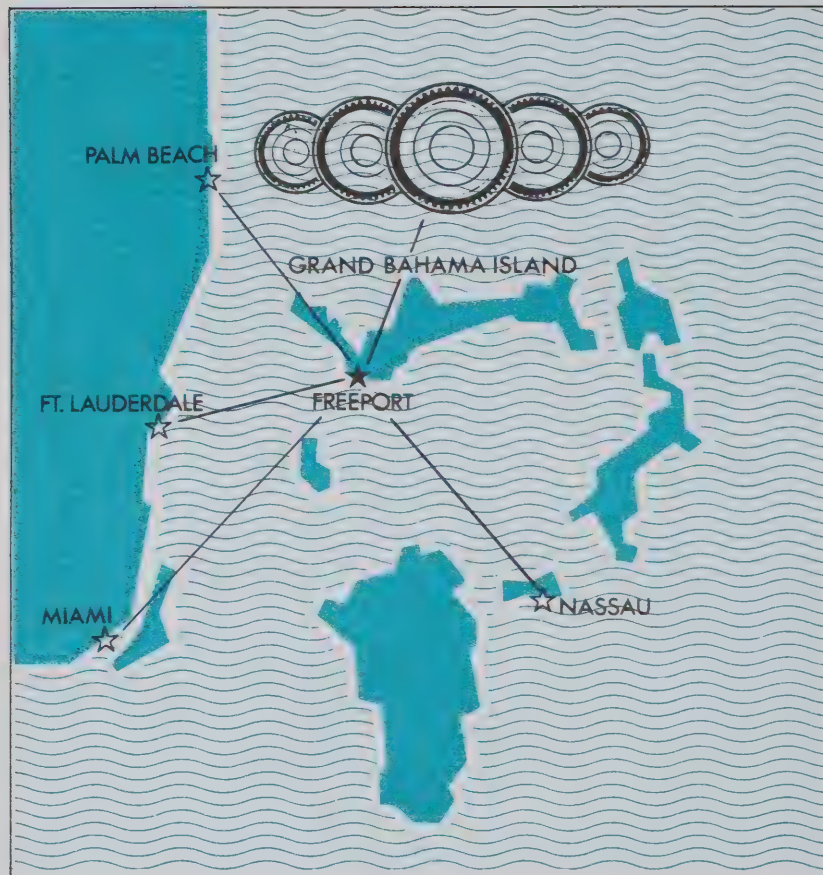 PALM BEACH
GRAND BAHAMA ISLAND
FT. LAUDERDALE
FREEPORT
MIAMI
NASSAU